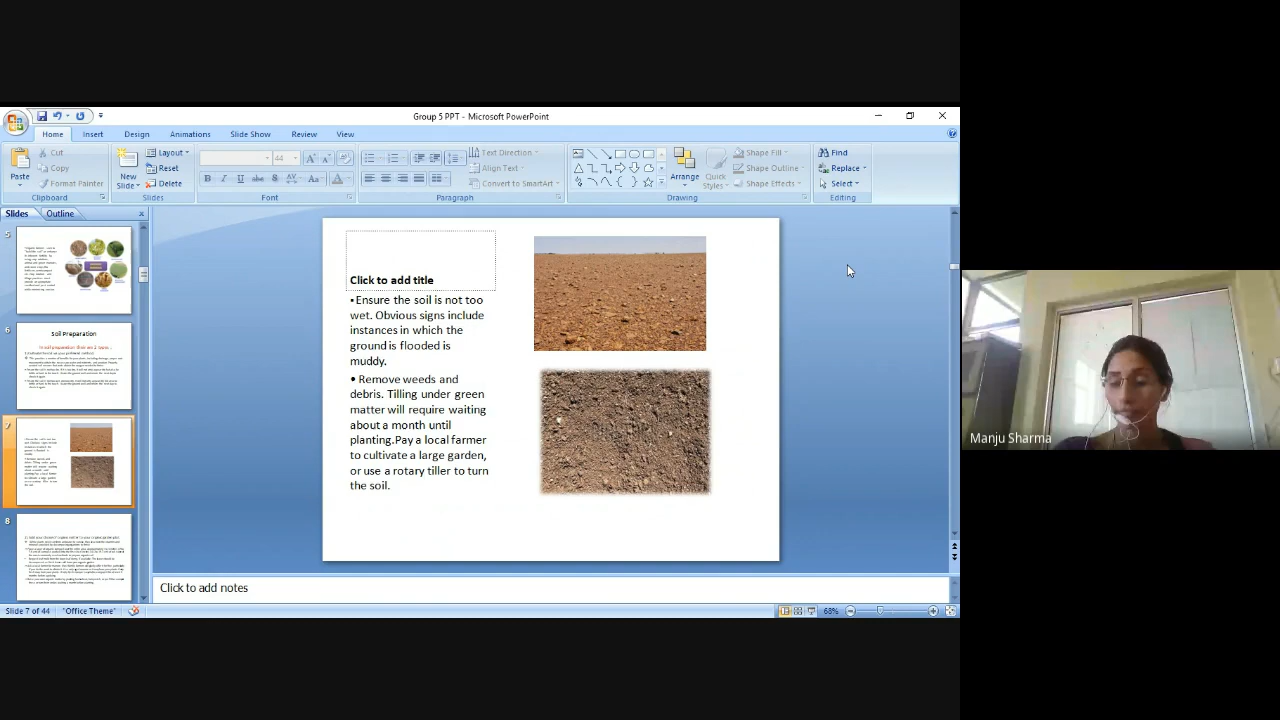 Group 5 PPT - Microsoft PowerPoint
Home Insert Design Animations Slide Show Review View
Paste
Cut
Copy
Format Painter
Clipboard
New Slide
Layout
Reset
Delete
Slides
44
Font
Text Direction
Align Text
Convert to SmartArt
Paragraph
Arrange
Quick Styles
Shape Fill
Shape Outline
Shape Effects
Drawing
Find
Replace
Select
Editing
Slides Outline
5
6
Soil Preparation
7
8
Click to add title
▪Ensure the soil is not too
wet. Obvious signs include
instances in which the
ground is flooded is
muddy.
• Remove weeds and
debris. Tilling under green
matter will require waiting
about a month until
planting.Pay a local farmer
to cultivate a large garden,
or use a rotary tiller to turn
the soil.
Click to add notes
Slide 7 of 44 "Office Theme" 68%
Manju Sharma